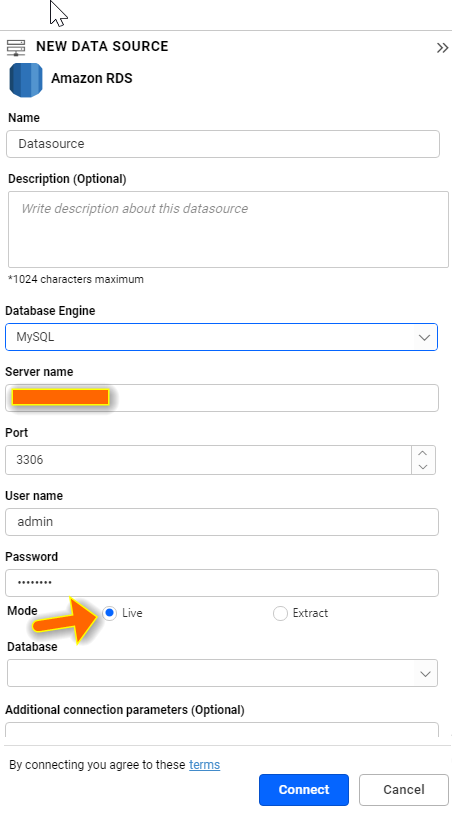 NEW DATA SOURCE
Amazon RDS
Name
Datasource
Description (Optional)
Write description about this datasource
*1024 characters maximum
Database Engine
MySQL
Server name
Port
3306
User name
admin
Password
••••••••
Mode
Live
Extract
Database
Additional connection parameters (Optional)
By connecting you agree to these terms
Connect
Cancel